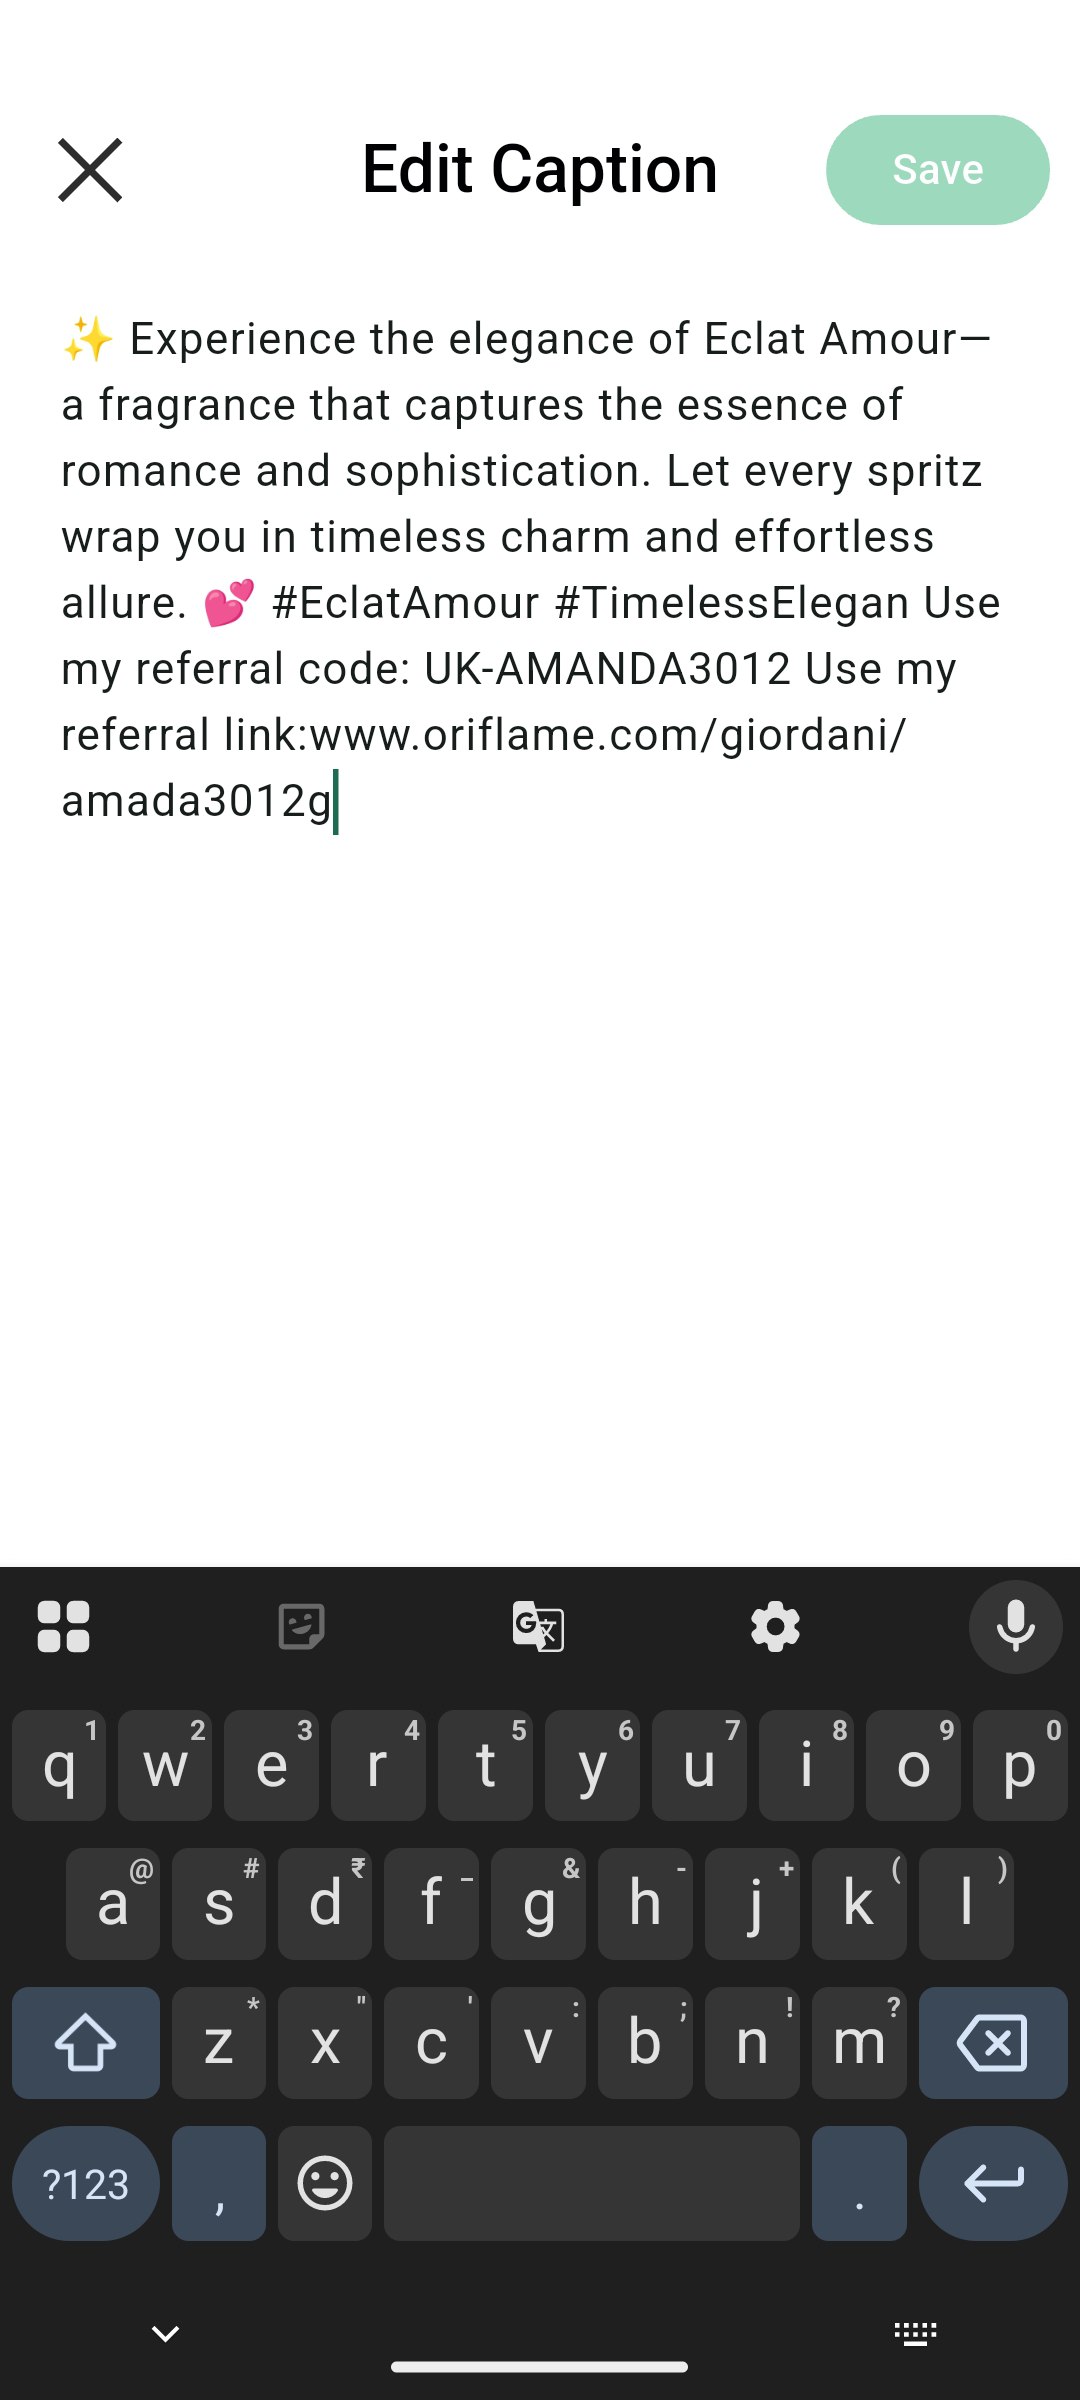 Edit Caption
Save
✨ Experience the elegance of Eclat Amour—
a fragrance that captures the essence of
romance and sophistication. Let every spritz
wrap you in timeless charm and effortless
allure. 💕 #EclatAmour #TimelessElegan Use
my referral code: UK-AMANDA3012 Use my
referral link:www.oriflame.com/giordani/
amada3012g
1 2 3 4 5 6 7 8 9 0
q w e r t y u i o p
@ # ₹ _ & - + ( )
a s d f g h j k l
* " ' : ; ! ?
z x c v b n m
?123 , .